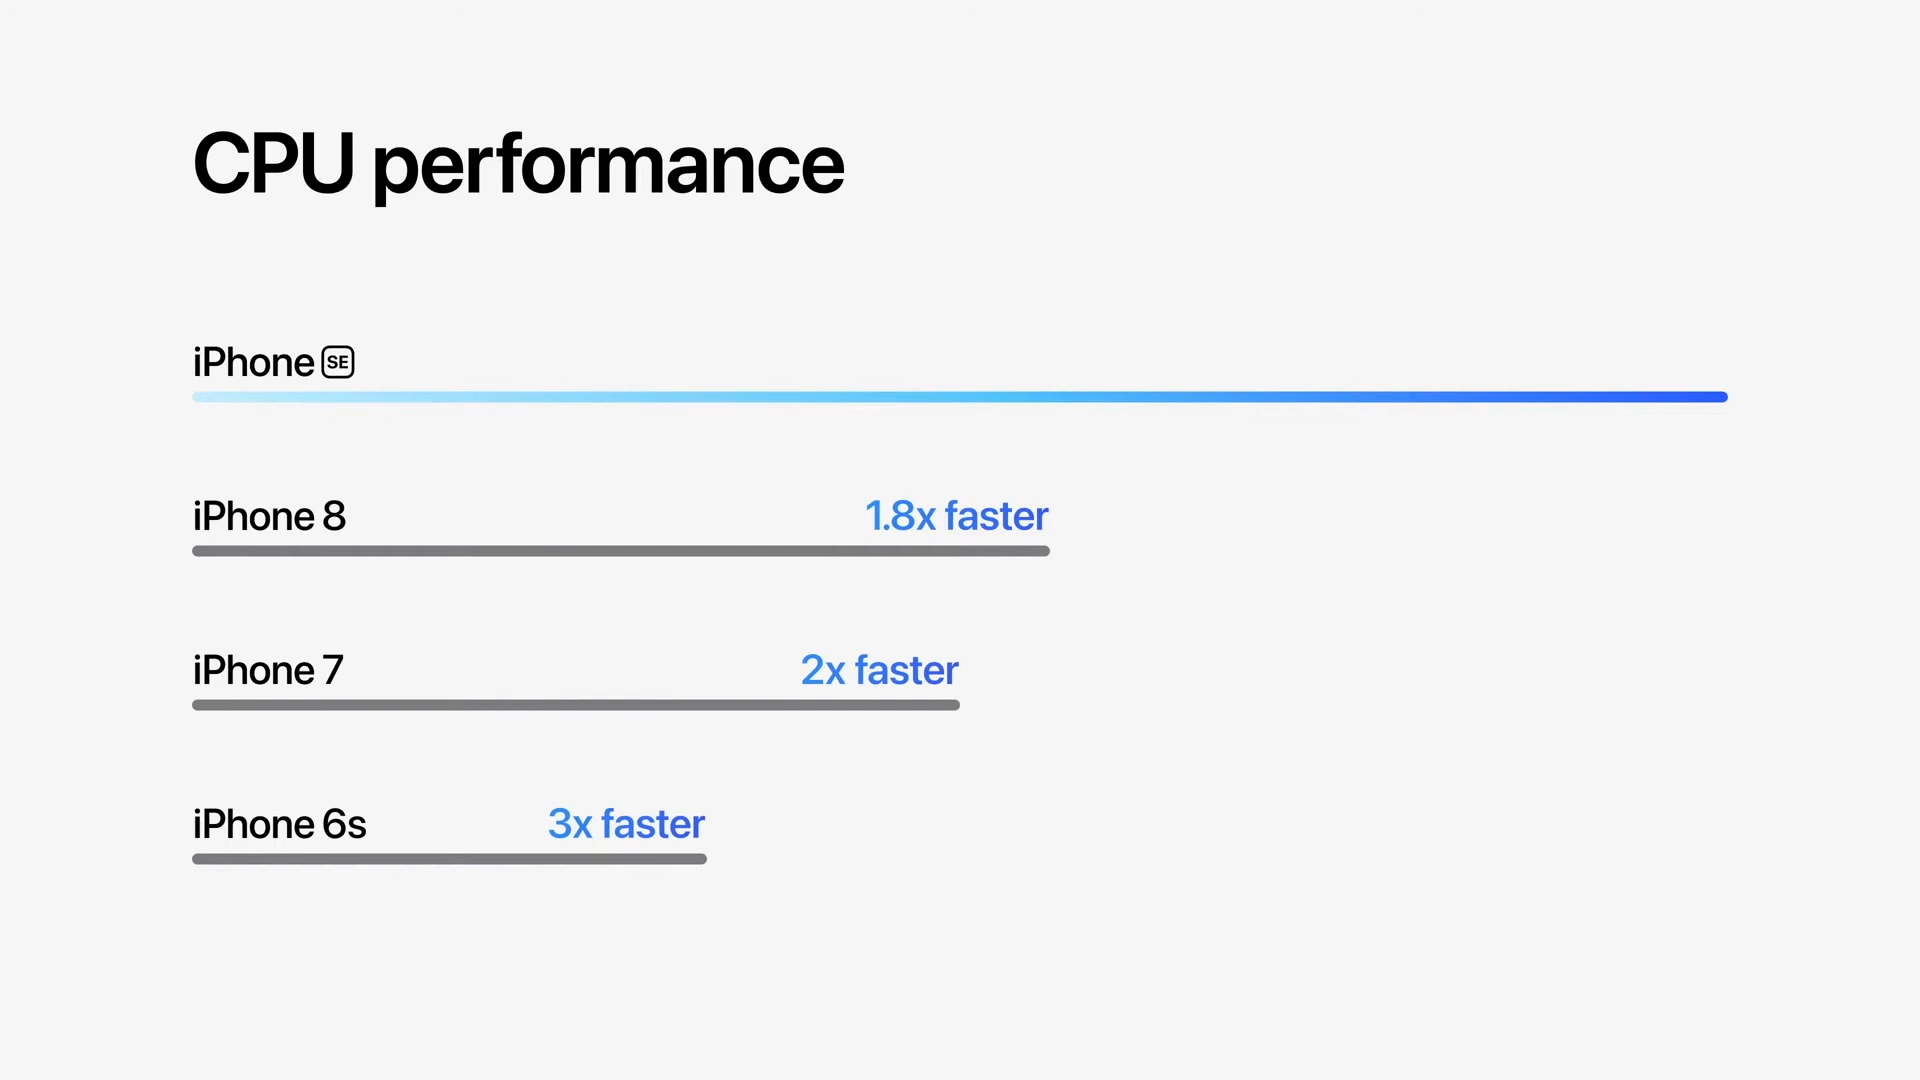 CPU performance
iPhone SE
iPhone 8 1.8x faster
iPhone 7 2x faster
iPhone 6s 3x faster